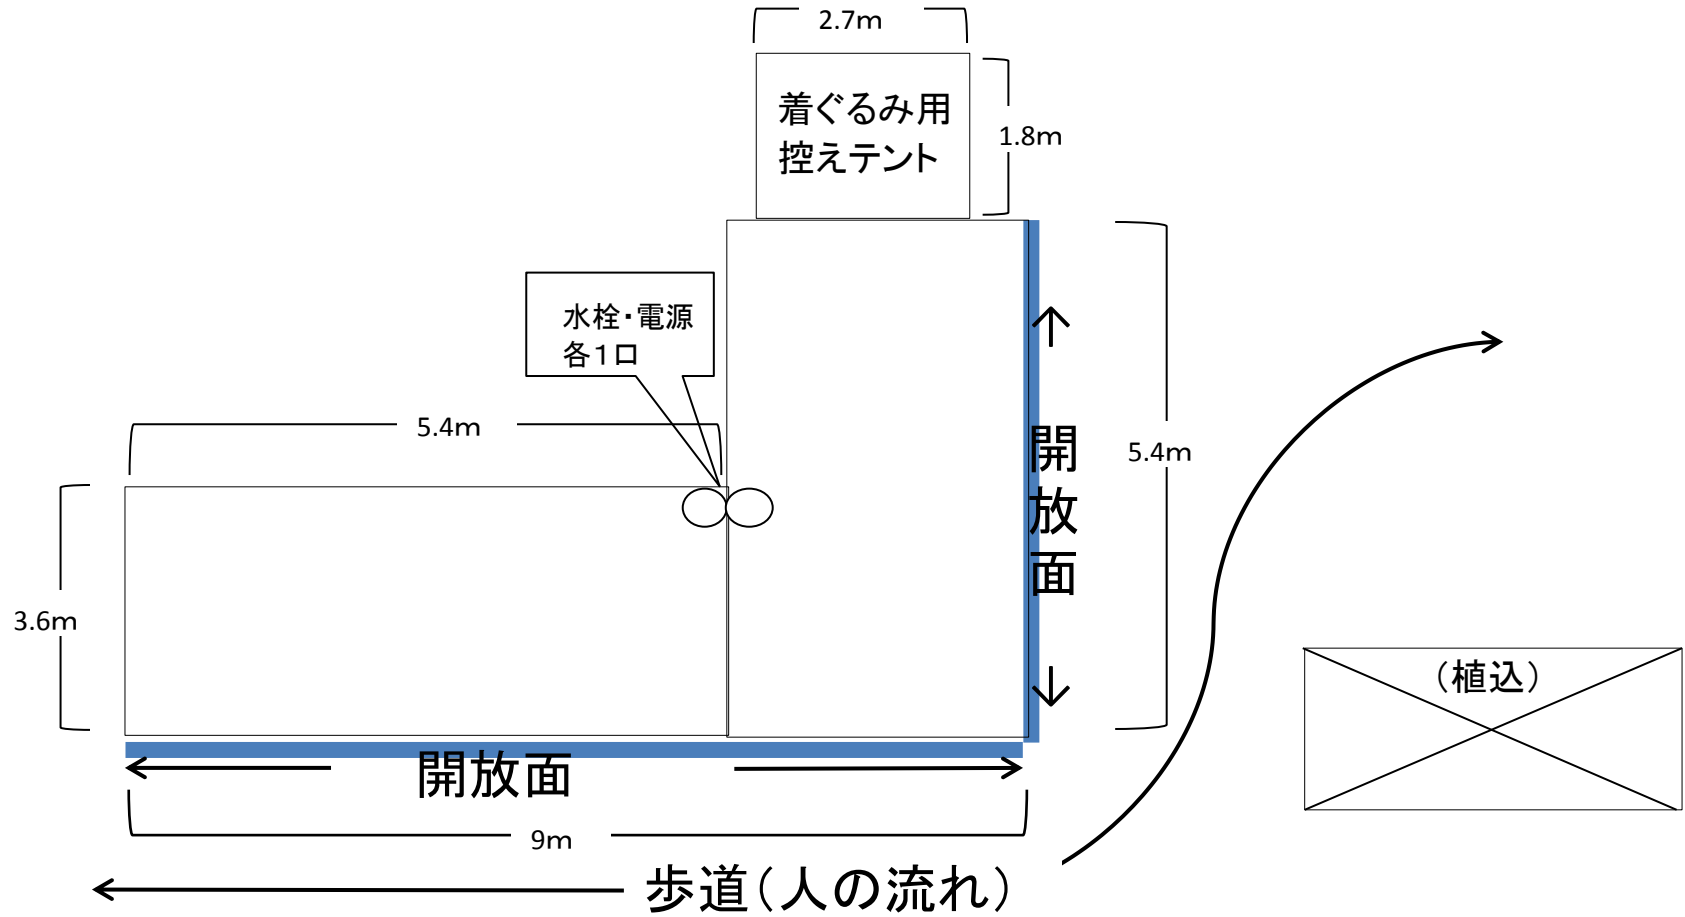 2.7m
着ぐるみ用
控えテント
1.8m
水栓・電源
各１口
5.4m
開放面
5.4m
3.6m
(植込)
開放面
9m
歩道(人の流れ)